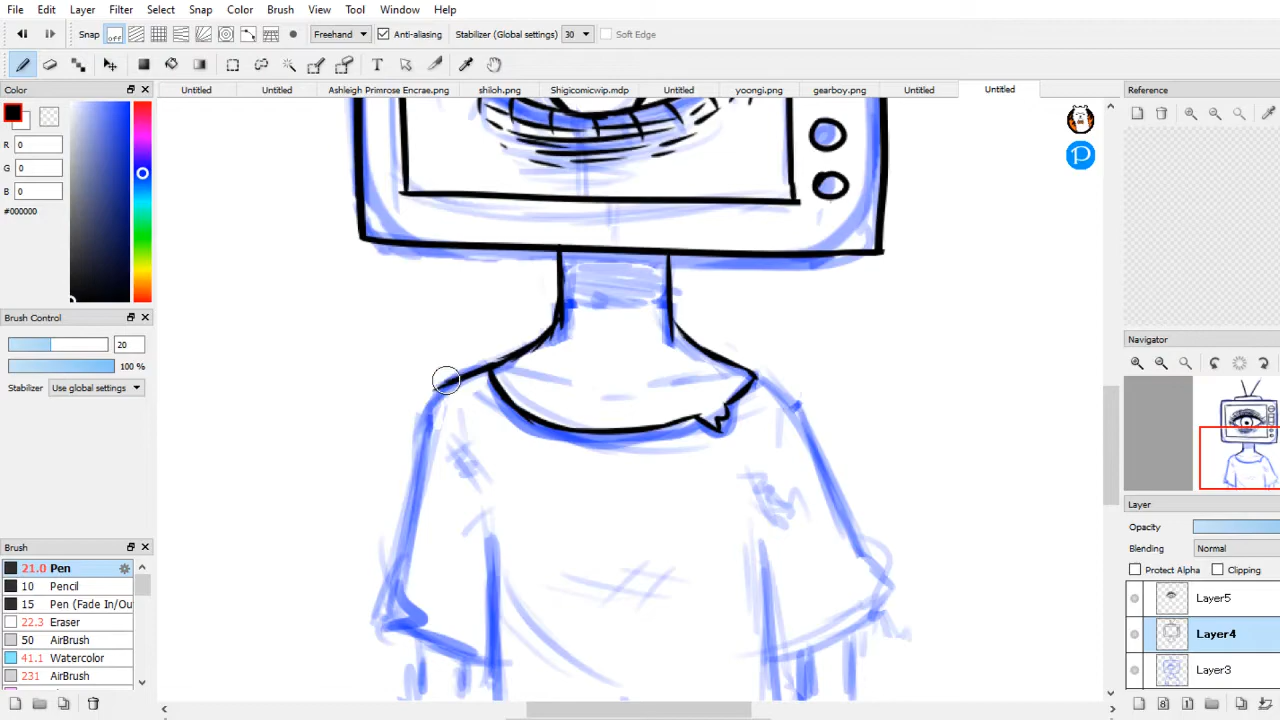 File Edit Layer Filter Select Snap Color Brush View Tool Window Help
Snap off Freehand Anti-aliasing Stabilizer (Global settings) 30 Soft Edge
Color
Untitled Untitled Ashleigh Primrose Encrae.png shiloh.png Shigicomicwip.mdp Untitled yoongi.png gearboy.png Untitled Untitled
Reference
R 0
G 0
B 0
#000000
Brush Control
20
100 %
Stabilizer Use global settings
Brush
21.0 Pen
10 Pencil
15 Pen (Fade In/Ou
22.3 Eraser
50 AirBrush
41.1 Watercolor
231 AirBrush
Navigator
Layer
Opacity
Blending Normal
Protect Alpha Clipping
Layer5
Layer4
Layer3